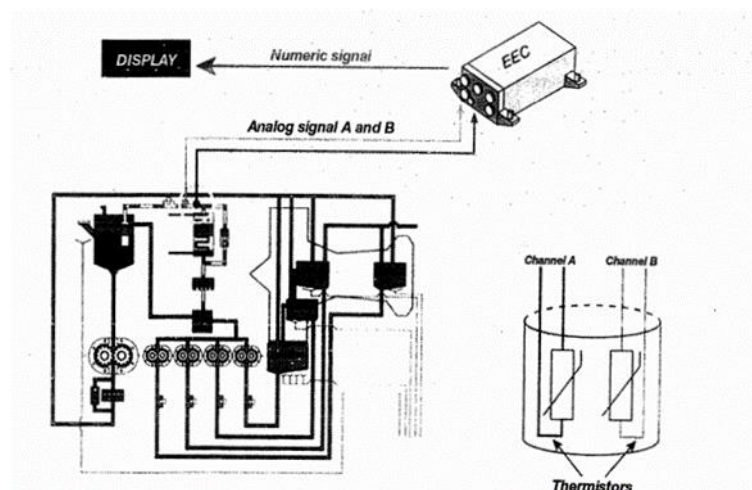 DISPLAY
Numeric signal
EEC
Analog signal A and B
Channel A
Channel B
Thermistors